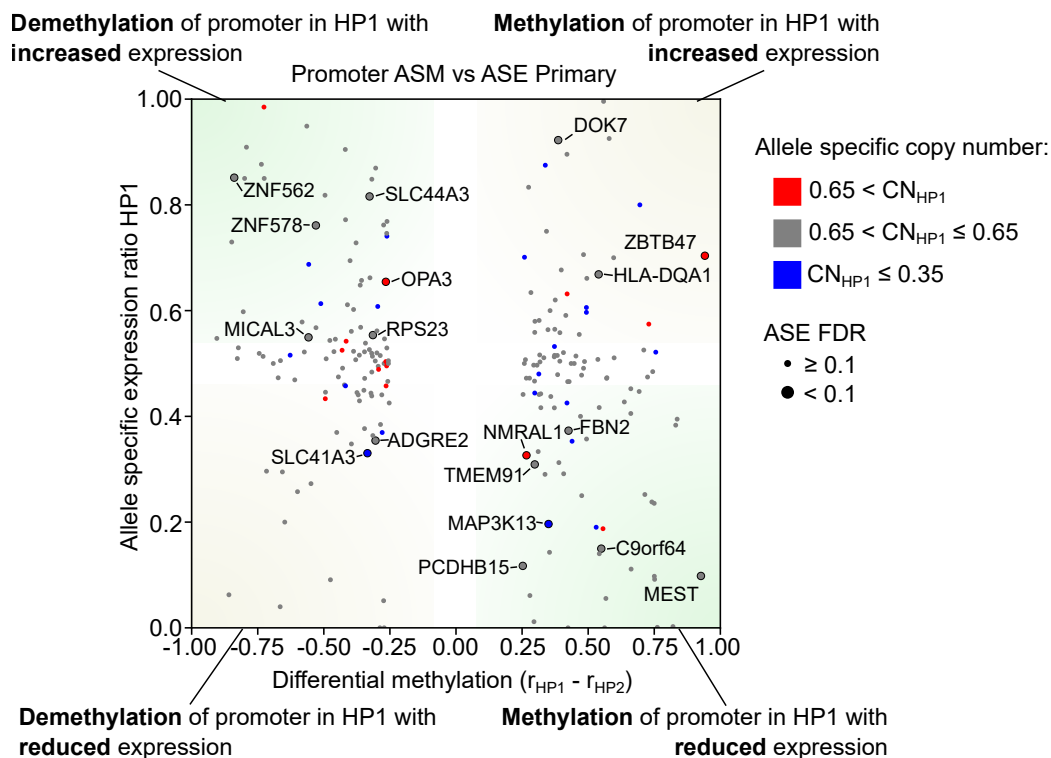 Demethylation of promoter in HP1 with
increased expression
Methylation of promoter in HP1 with
increased expression
Promoter ASM vs ASE Primary
Allele specific expression ratio HP1
1.00
0.8
0.6
0.4
0.2
0.0
DOK7
ZNF562
SLC44A3
ZNF578
ZBTB47
HLA-DQA1
OPA3
MICAL3
RPS23
ADGRE2
NMRAL1
FBN2
SLC41A3
TMEM91
MAP3K13
C9orf64
PCDHB15
MEST
-1.00 -0.75 -0.50 -0.25 0.00 0.25 0.50 0.75 1.00
Differential methylation (rHP1 - rHP2)
Allele specific copy number:
0.65 < CNHP1
0.65 < CNHP1 ≤ 0.65
CNHP1 ≤ 0.35
ASE FDR
≥ 0.1
< 0.1
Demethylation of promoter in HP1 with
reduced expression
Methylation of promoter in HP1 with
reduced expression